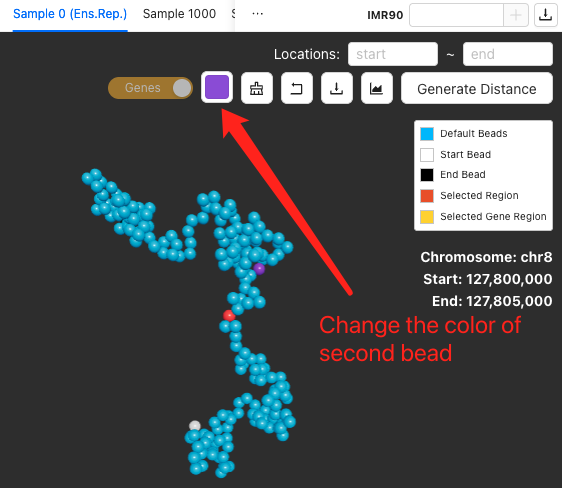 Sample 0 (Ens.Rep.) Sample 1000 S ... IMR90
Locations: start ~ end
Genes Generate Distance
Default Beads
Start Bead
End Bead
Selected Region
Selected Gene Region
Chromosome: chr8
Start: 127,800,000
End: 127,805,000
Change the color of
second bead